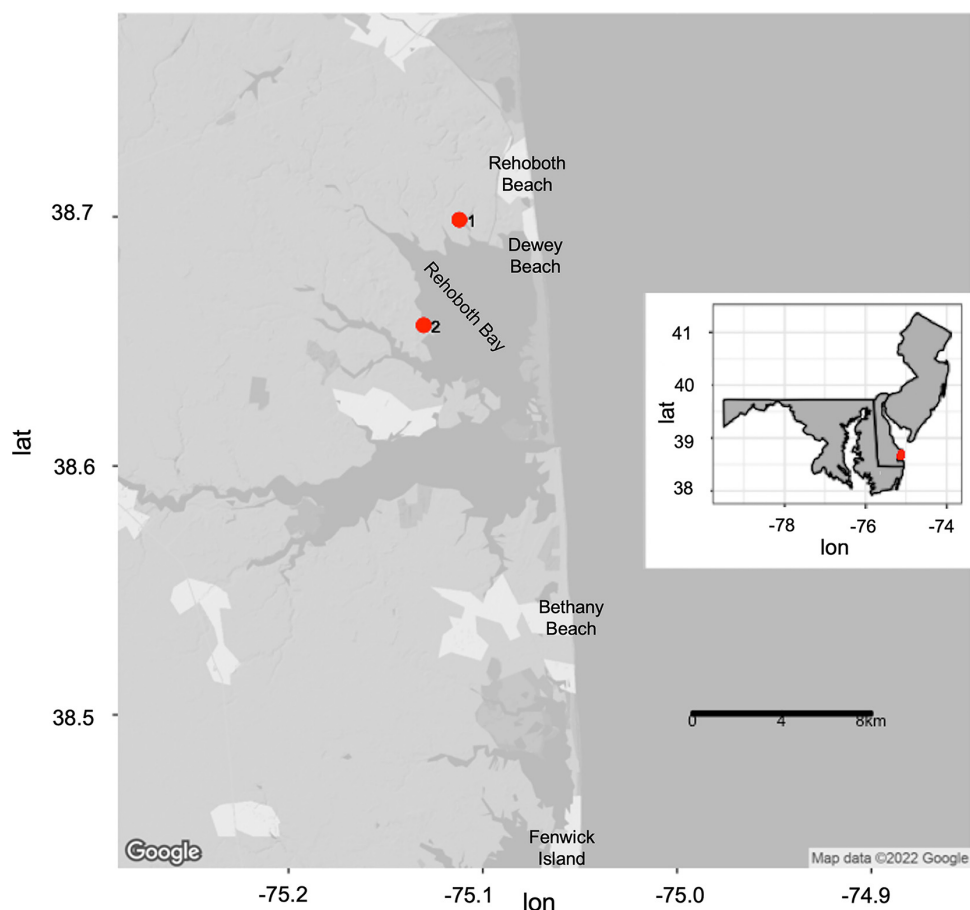 Rehoboth
Beach
38.7
1
Dewey
Beach
Rehoboth Bay
2
41
40
lat
39
38
-78
-76
-74
lon
lat
38.6
Bethany
Beach
38.5
0
4
8km
Fenwick
Island
Google
Map data ©2022 Google
-75.2
-75.1
-75.0
-74.9
lon